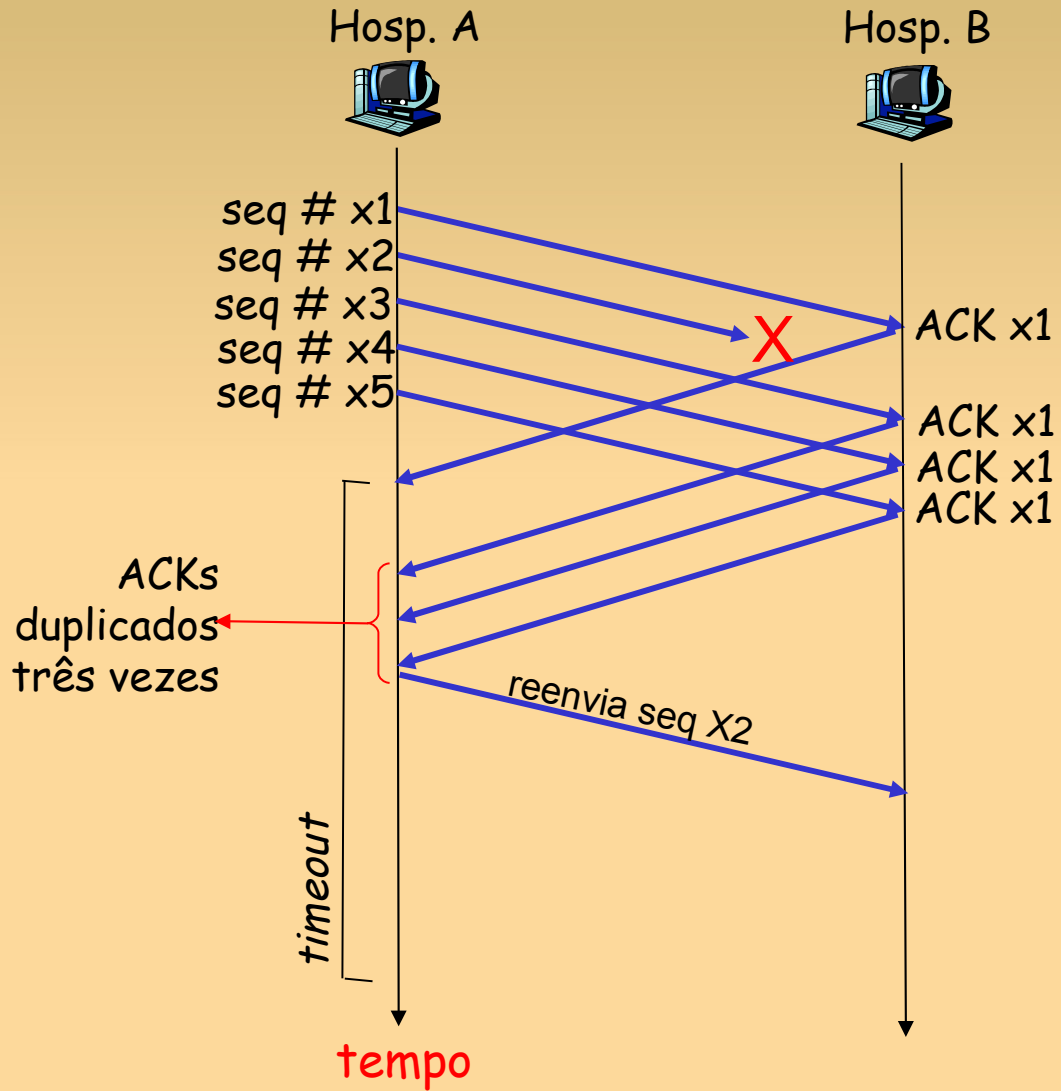 Hosp. A
Hosp. B
seq # x1
seq # x2
seq # x3
seq # x4
seq # x5
X
ACK x1
ACK x1
ACK x1
ACK x1
ACKs
duplicados
três vezes
reenvia seq X2
timeout
tempo